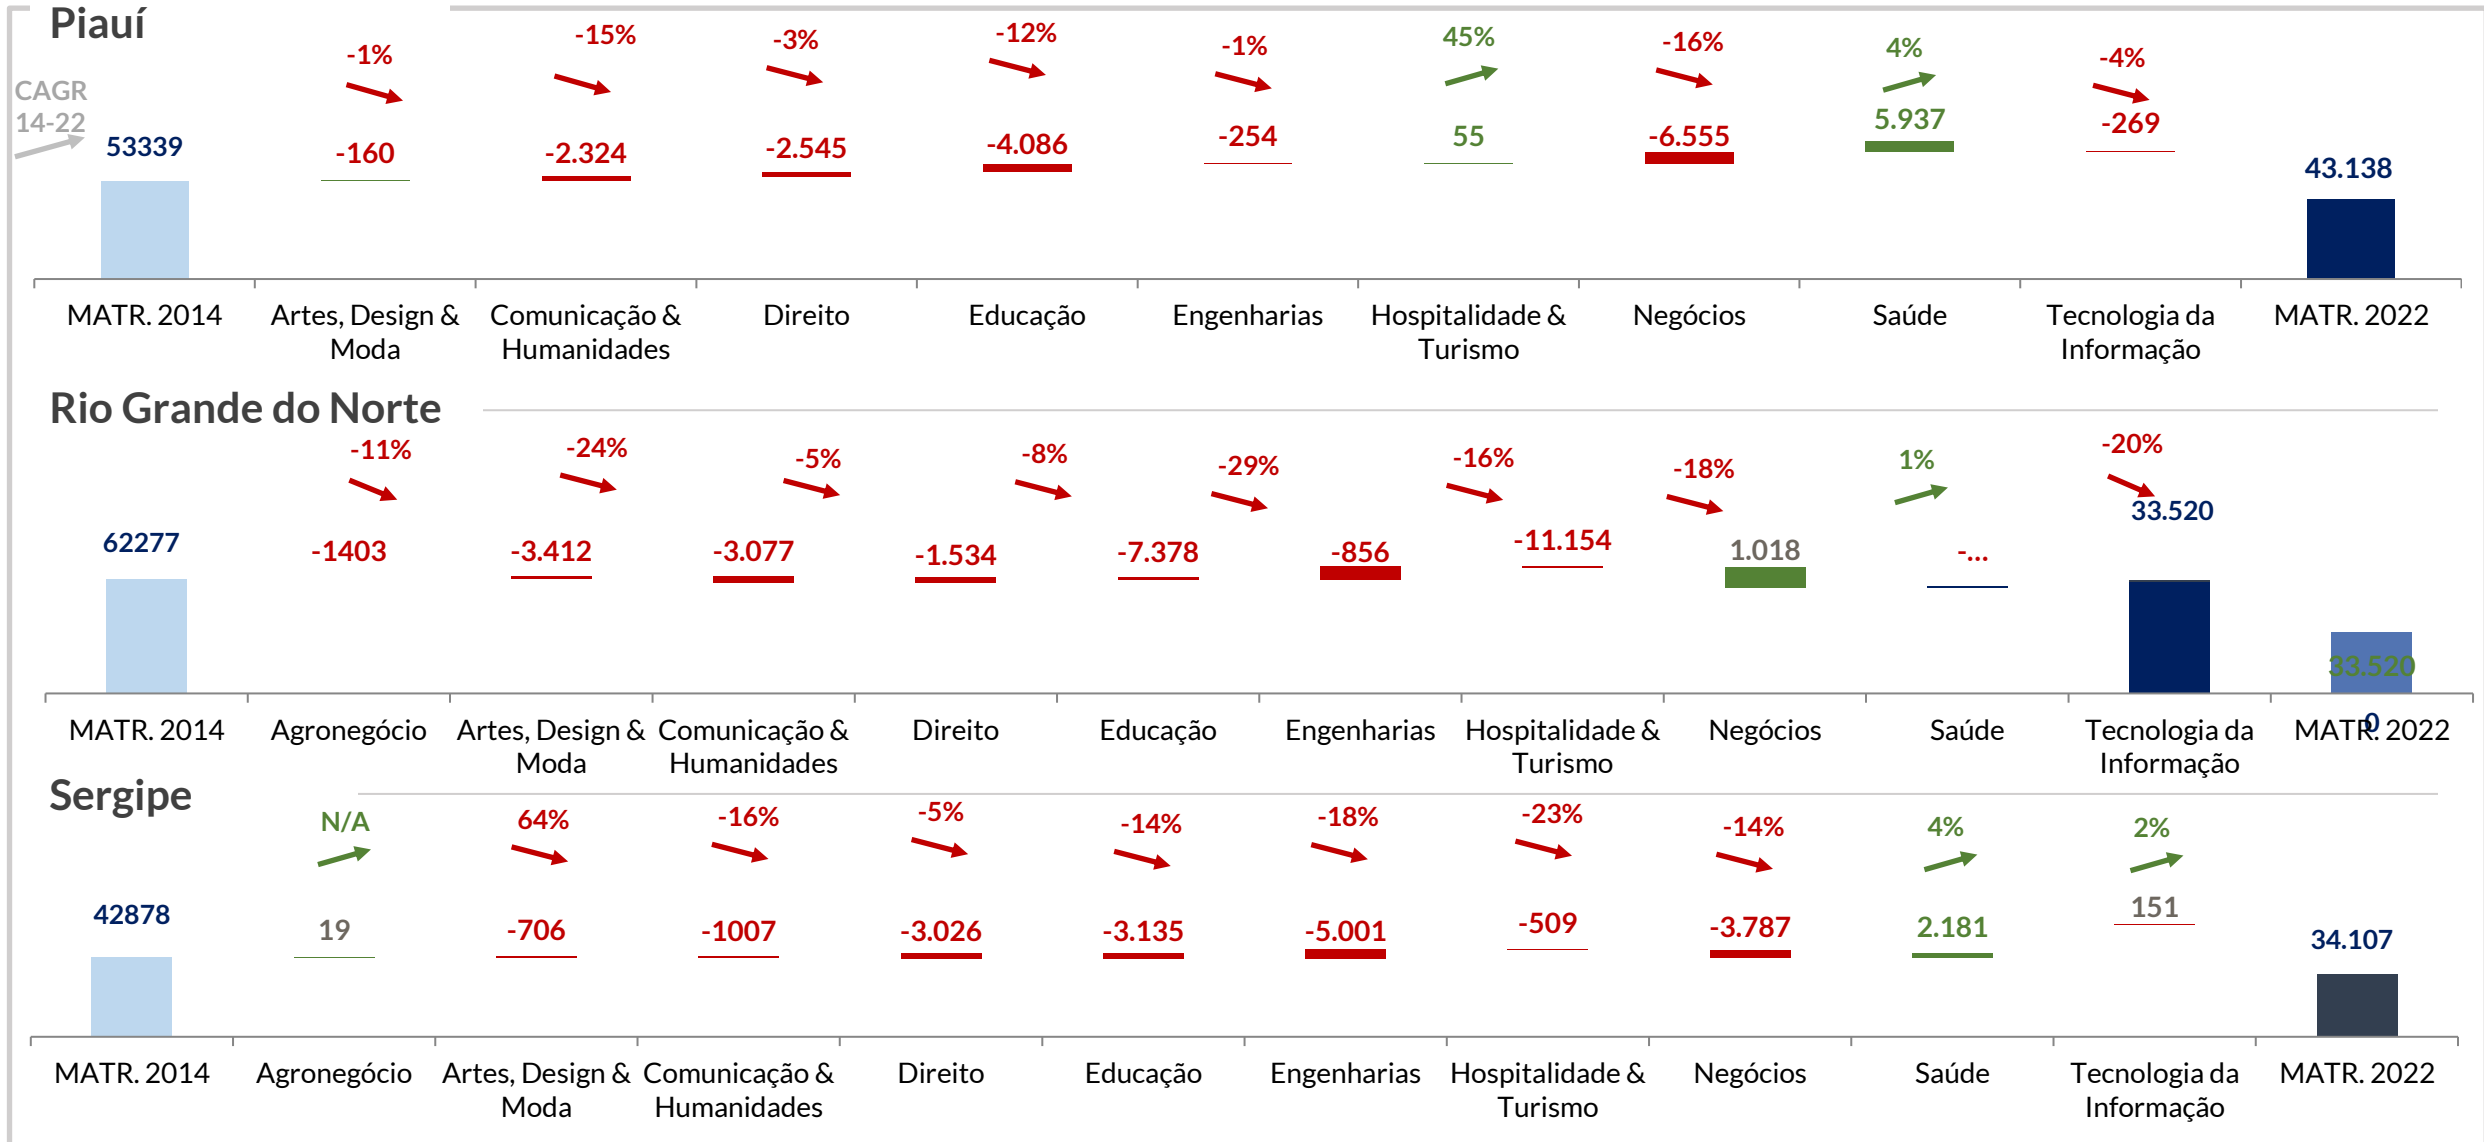 Piauí
-1%
-15%
-3%
-12%
-1%
45%
-16%
4%
-4%
CAGR
14-22
53339
-160
-2.324
-2.545
-4.086
-254
55
-6.555
5.937
-269
43.138
MATR. 2014
Artes, Design &
Moda
Comunicação &
Humanidades
Direito
Educação
Engenharias
Hospitalidade &
Turismo
Negócios
Saúde
Tecnologia da
Informação
MATR. 2022
Rio Grande do Norte
-11%
-24%
-5%
-8%
-29%
-16%
-18%
1%
-20%
62277
-1403
-3.412
-3.077
-1.534
-7.378
-856
-11.154
1.018
-...
33.520
33.520
0
MATR. 2014
Agronegócio
Artes, Design &
Moda
Comunicação &
Humanidades
Direito
Educação
Engenharias
Hospitalidade &
Turismo
Negócios
Saúde
Tecnologia da
Informação
MATR. 2022
Sergipe
N/A
64%
-16%
-5%
-14%
-18%
-23%
-14%
4%
2%
42878
19
-706
-1007
-3.026
-3.135
-5.001
-509
-3.787
2.181
151
34.107
MATR. 2014
Agronegócio
Artes, Design &
Moda
Comunicação &
Humanidades
Direito
Educação
Engenharias
Hospitalidade &
Turismo
Negócios
Saúde
Tecnologia da
Informação
MATR. 2022